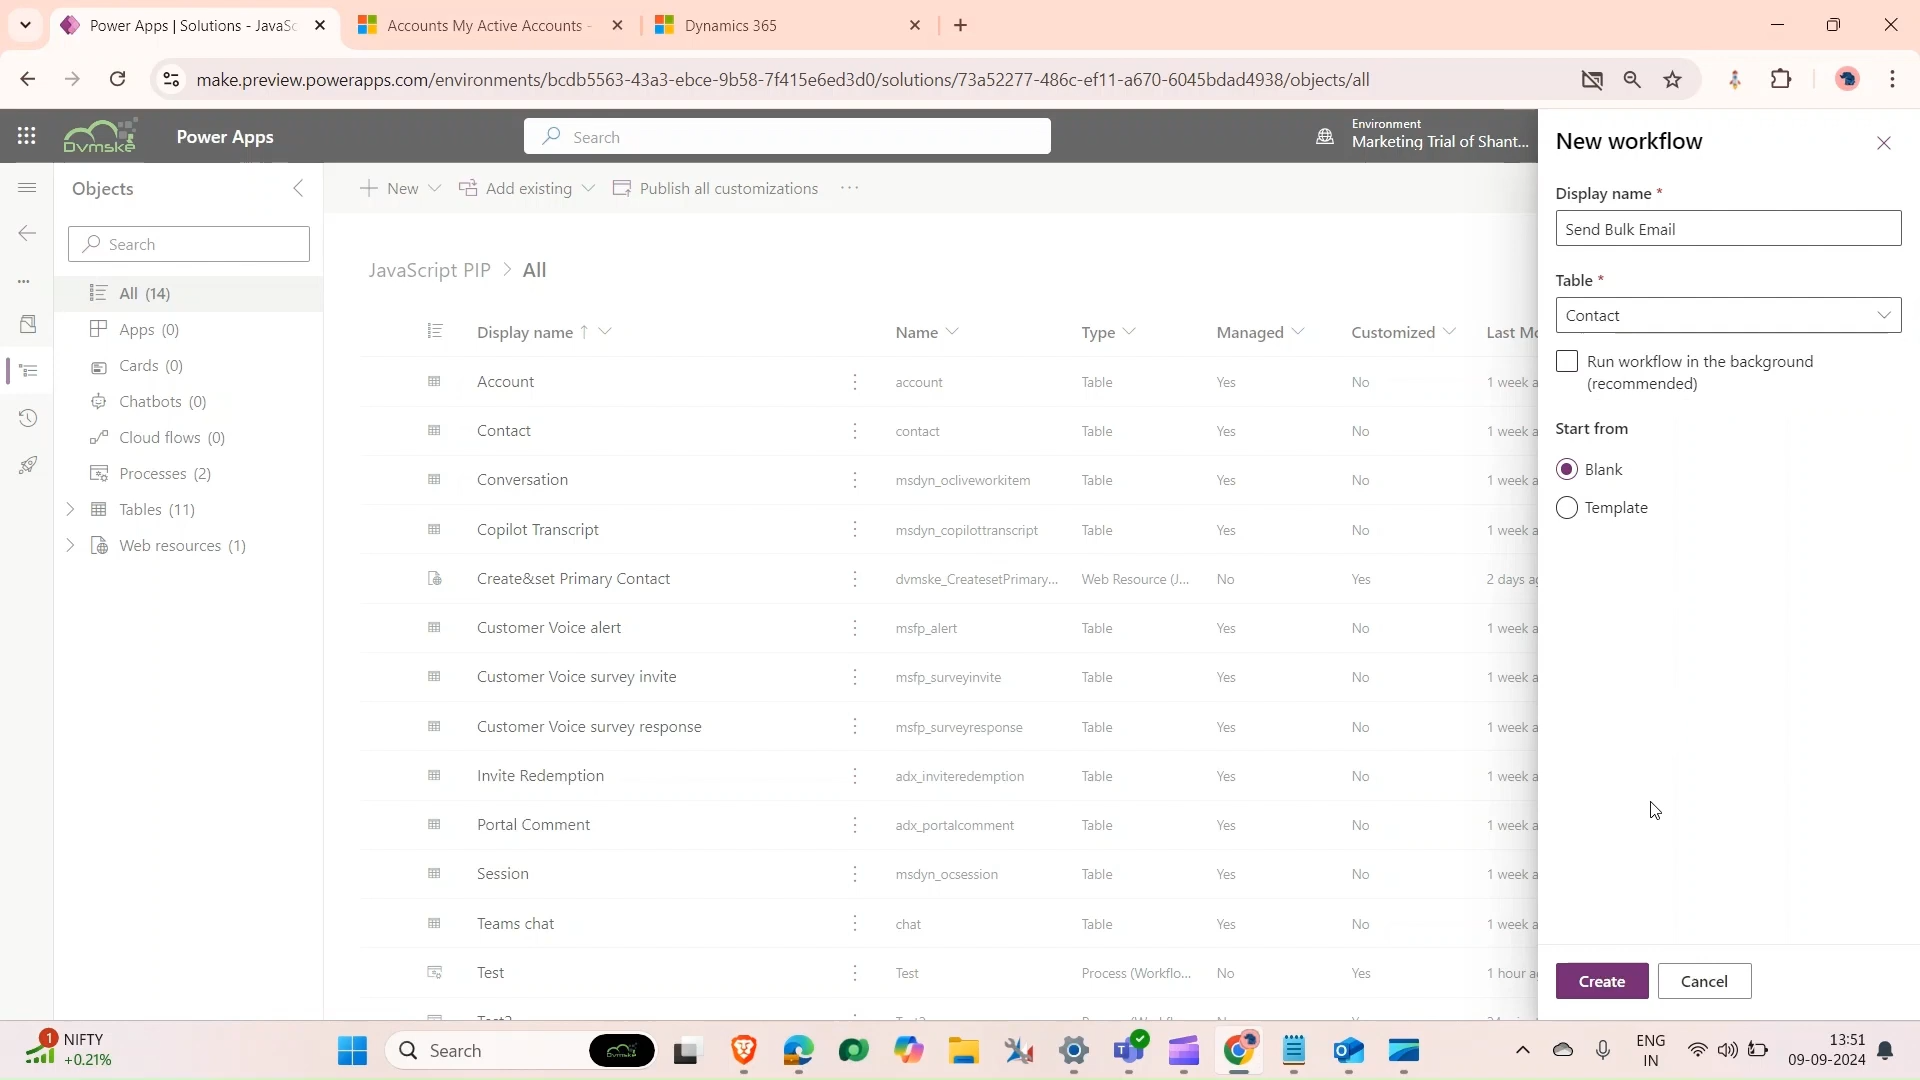 Power Apps | Solutions - JavaSc
Accounts My Active Accounts -
Dynamics 365
make.preview.powerapps.com/environments/bcdb5563-43a3-ebce-9b58-7f415e6ed3d0/solutions/73a52277-486c-ef11-a670-6045bdad4938/objects/all
Dvmske
Power Apps
Search
Environment
Marketing Trial of Shant...
New workflow
Objects
New
Add existing
Publish all customizations
Display name *
Search
Send Bulk Email
JavaScript PIP > All
Table *
All (14)
Contact
Apps (0)
Display name ↑
Name
Type
Managed
Customized
Last Mo
Cards (0)
Run workflow in the background
(recommended)
Account
account
Table
Yes
No
1 week a
Chatbots (0)
Contact
contact
Table
Yes
No
1 week a
Start from
Cloud flows (0)
Blank
Processes (2)
Conversation
msdyn_ocliveworkitem
Table
Yes
No
1 week a
Template
Tables (11)
Copilot Transcript
msdyn_copilottranscript
Table
Yes
No
1 week a
Web resources (1)
Create&set Primary Contact
dvmske_CreatesetPrimary...
Web Resource (J...
No
Yes
2 days ag
Customer Voice alert
msfp_alert
Table
Yes
No
1 week a
Customer Voice survey invite
msfp_surveyinvite
Table
Yes
No
1 week a
Customer Voice survey response
msfp_surveyresponse
Table
Yes
No
1 week a
Invite Redemption
adx_inviteredemption
Table
Yes
No
1 week a
Portal Comment
adx_portalcomment
Table
Yes
No
1 week a
Session
msdyn_ocsession
Table
Yes
No
1 week a
Teams chat
chat
Table
Yes
No
1 week a
Test
Test
Process (Workflo...
No
Yes
1 hour a
Create
Cancel
1
NIFTY
+0.21%
Search
Dvmske
ENG
IN
13:51
09-09-2024